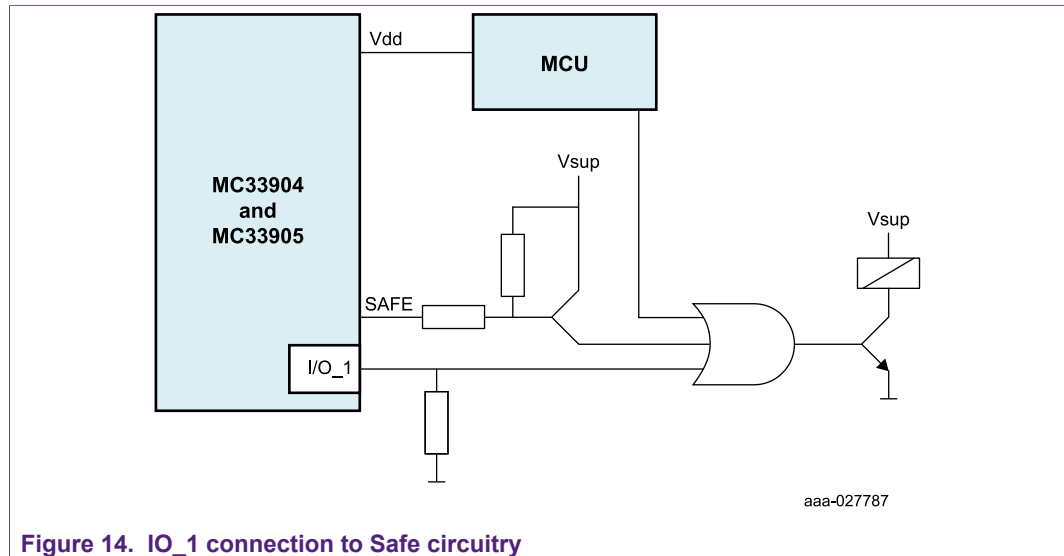 Vdd
MCU
MC33904
and
MC33905
Vsup
Vsup
SAFE
I/O_1
aaa-027787
Figure 14. IO_1 connection to Safe circuitry